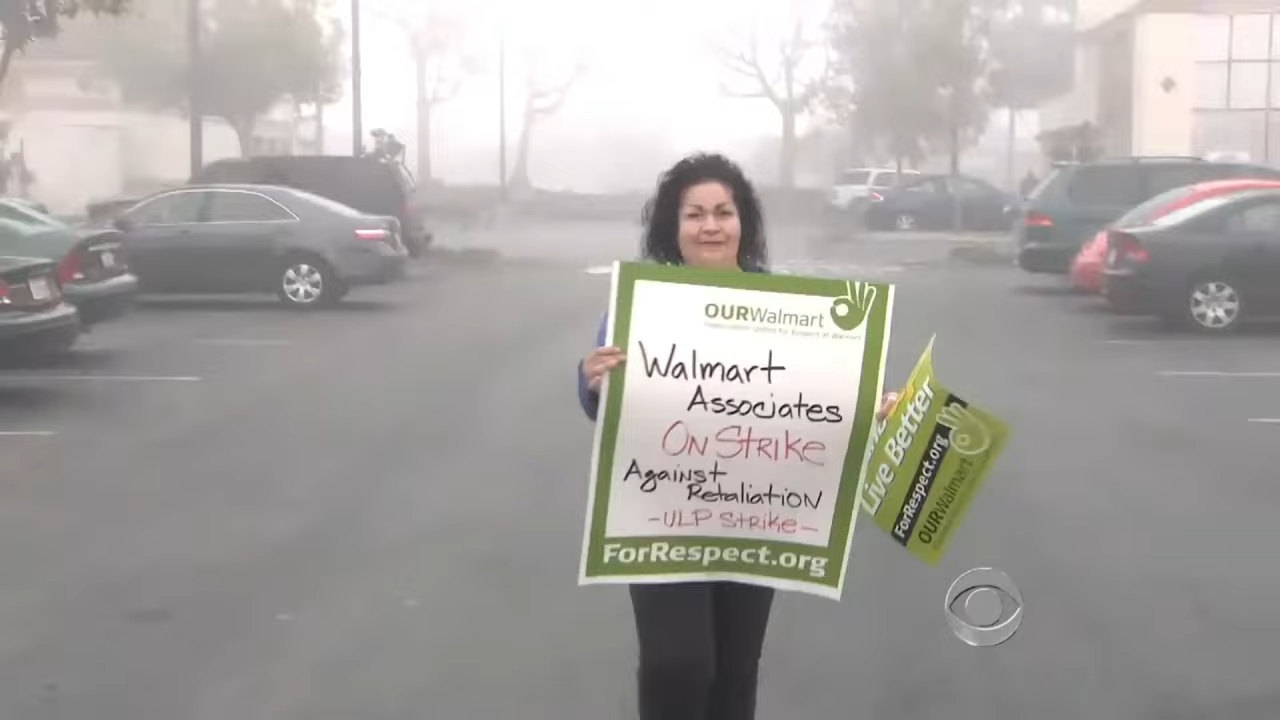 OURWalmart
Walmart
Associates
On Strike
Against
Retaliation
-ULP Strike-
ForRespect.org
Live Better
ForRespect.org
OURWalmart